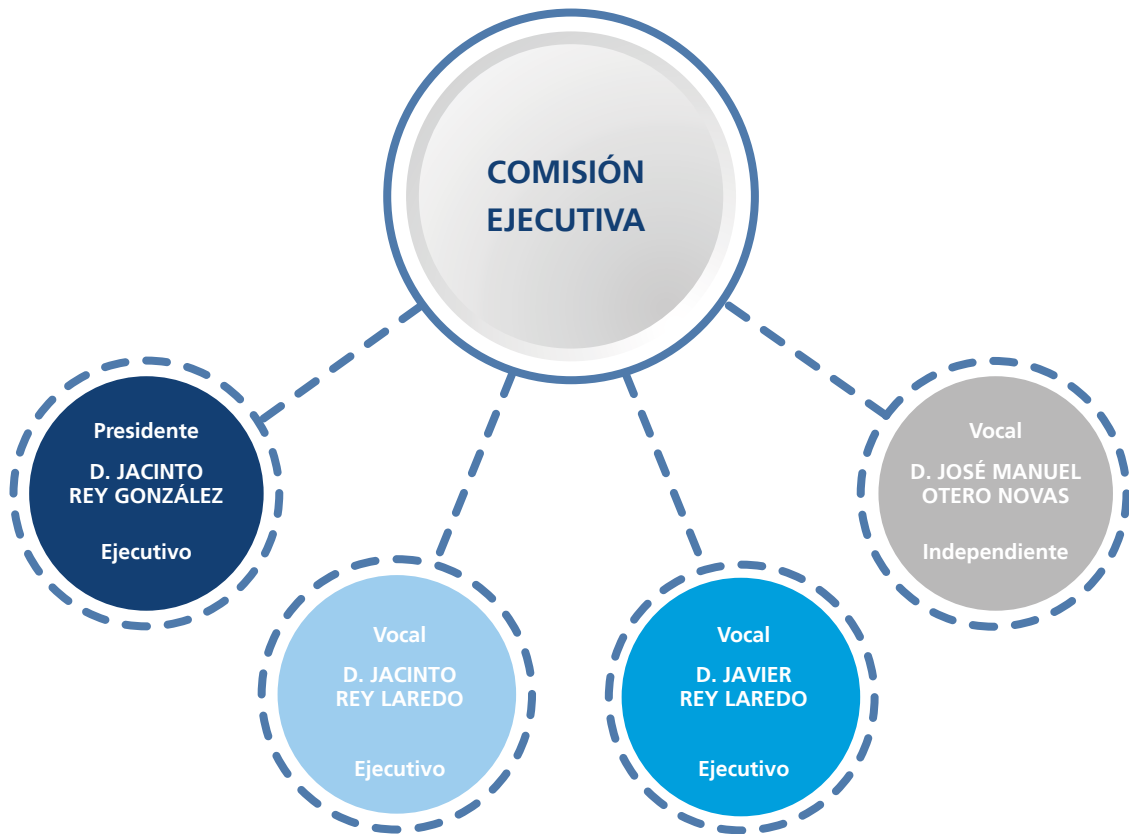 COMISIÓN
EJECUTIVA
Presidente
D. JACINTO
REY GONZÁLEZ
Ejecutivo
Vocal
D. JACINTO
REY LAREDO
Ejecutivo
Vocal
D. JAVIER
REY LAREDO
Ejecutivo
Vocal
D. JOSÉ MANUEL
OTERO NOVAS
Independiente